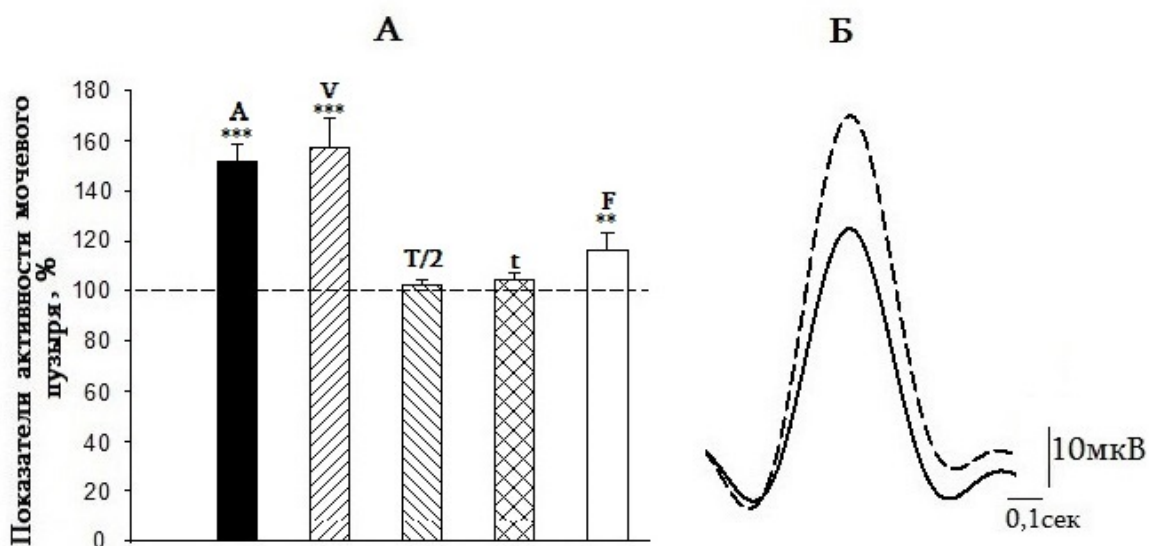 А
Б
Показатели активности мочевого
пузыря, %
180
160
140
120
100
80
60
40
20
0
A
***
V
***
T/2
t
F
**
10мкВ
0,1сек